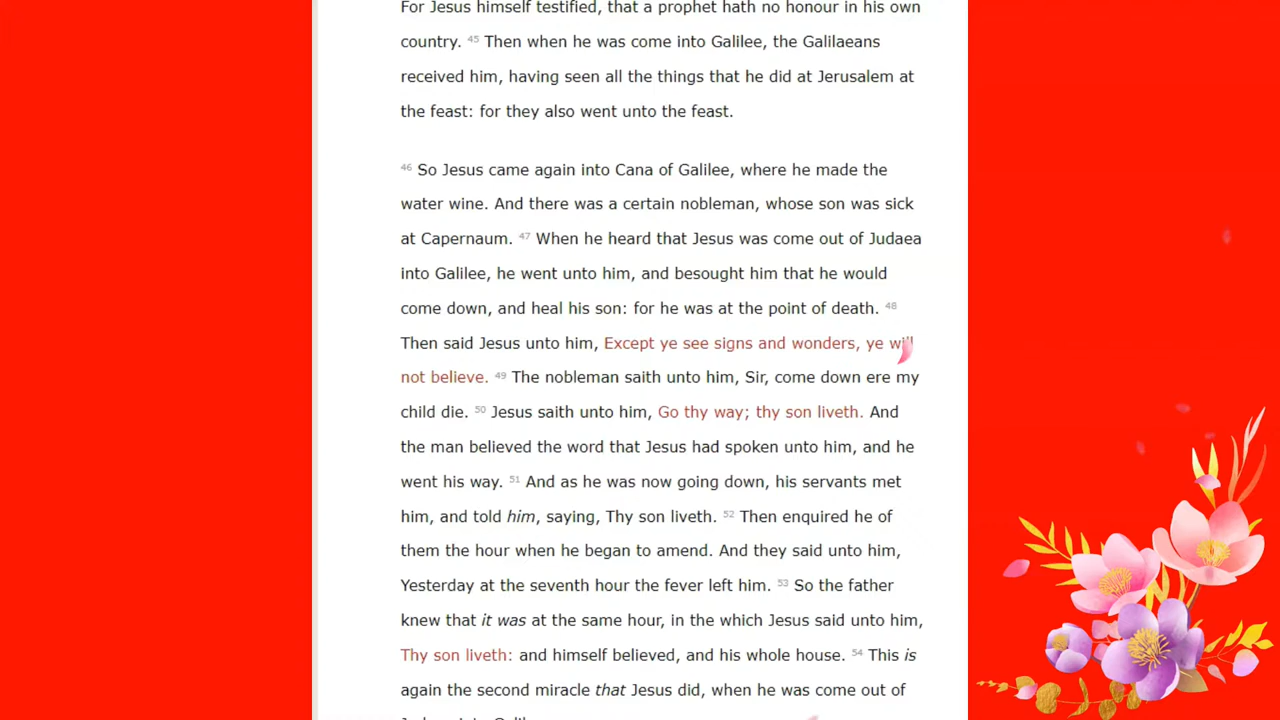 For Jesus himself testified, that a prophet hath no honour in his own
country. 45 Then when he was come into Galilee, the Galilaeans
received him, having seen all the things that he did at Jerusalem at
the feast: for they also went unto the feast.
46 So Jesus came again into Cana of Galilee, where he made the
water wine. And there was a certain nobleman, whose son was sick
at Capernaum. 47 When he heard that Jesus was come out of Judaea
into Galilee, he went unto him, and besought him that he would
come down, and heal his son: for he was at the point of death. 48
Then said Jesus unto him, Except ye see signs and wonders, ye will
not believe. 49 The nobleman saith unto him, Sir, come down ere my
child die. 50 Jesus saith unto him, Go thy way; thy son liveth. And
the man believed the word that Jesus had spoken unto him, and he
went his way. 51 And as he was now going down, his servants met
him, and told him, saying, Thy son liveth. 52 Then enquired he of
them the hour when he began to amend. And they said unto him,
Yesterday at the seventh hour the fever left him. 53 So the father
knew that it was at the same hour, in the which Jesus said unto him,
Thy son liveth: and himself believed, and his whole house. 54 This is
again the second miracle that Jesus did, when he was come out of